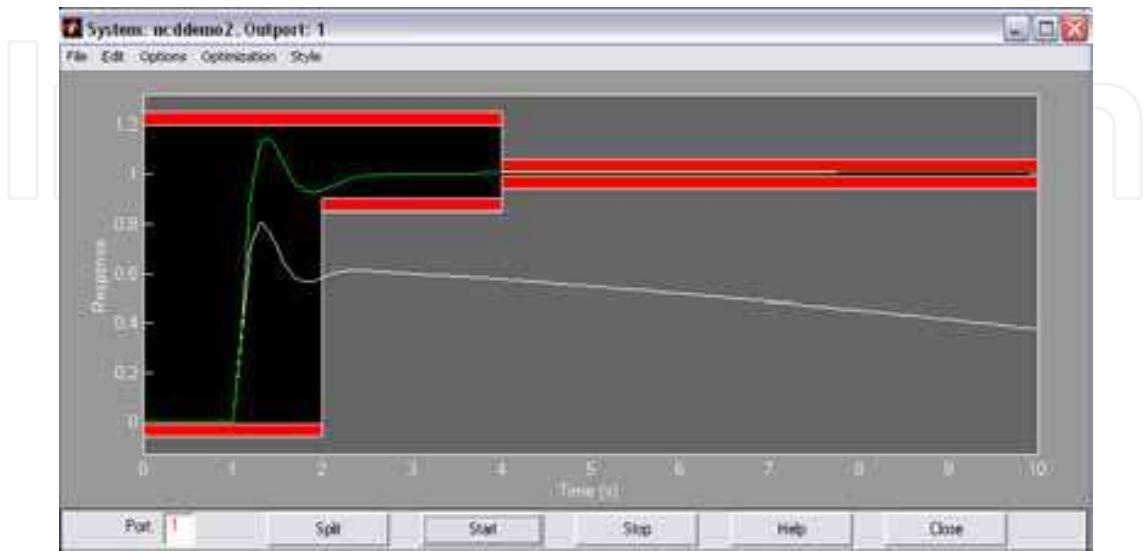 System: ncddemo2, Outport: 1
File Edit Options Optimization Style
1.2
1
0.8
0.6
0.4
0.2
0
Response
0 1 2 3 4 5 6 7 8 9 10
Time (s)
Port: 1 Split Start Stop Help Close